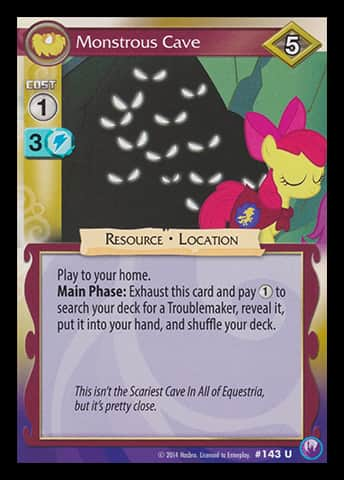 Monstrous Cave
5
COST
1
3
RESOURCE • LOCATION
Play to your home.
Main Phase: Exhaust this card and pay 1 to
search your deck for a Troublemaker, reveal it,
put it into your hand, and shuffle your deck.
This isn't the Scariest Cave In All of Equestria,
but it's pretty close.
© 2014 Hasbro. Licensed to Enterplay. #143 U